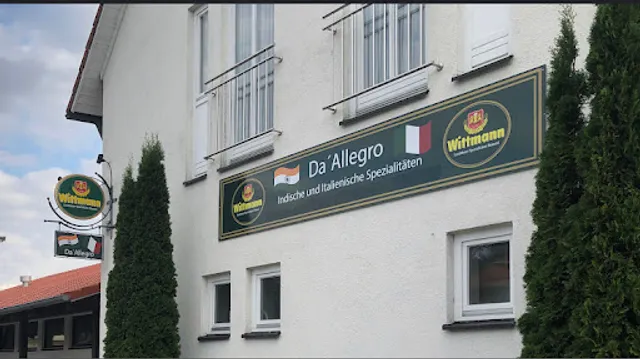 Wittmann
Da´Allegro
Wittmann
Da´Allegro
Indische und Italienische Spezialitäten
Wittmann